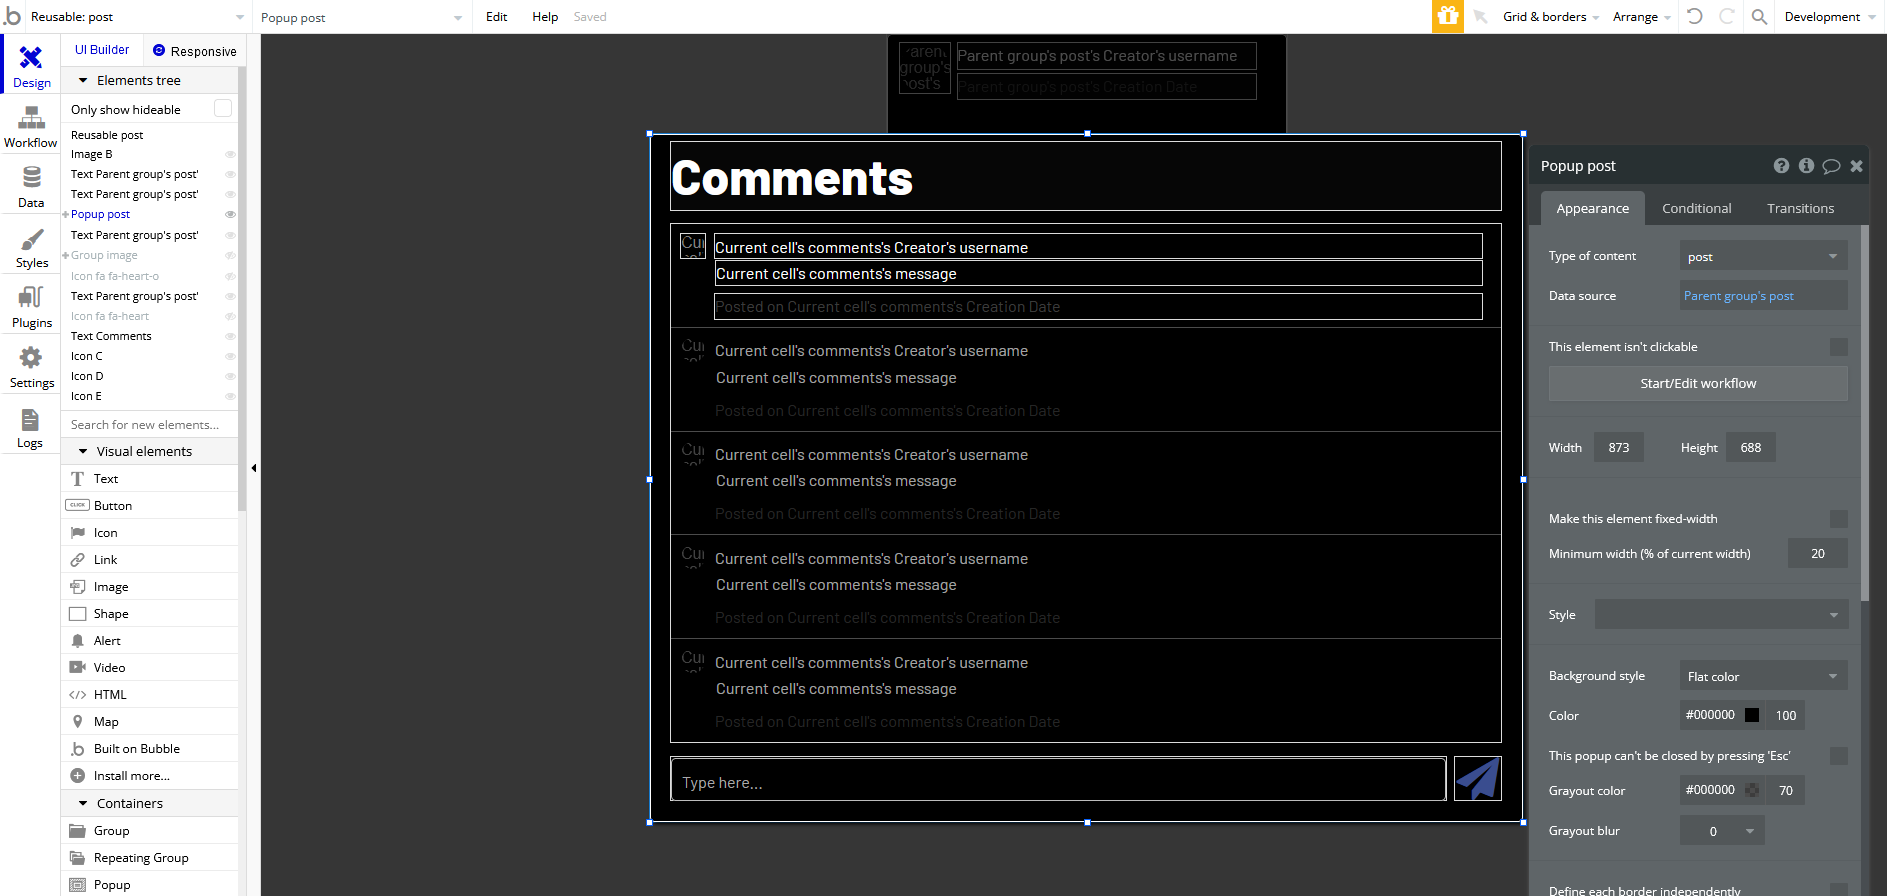 b Reusable: post Popup post Edit Help Saved Grid & borders Arrange Development
Design
Workflow
Data
Styles
Plugins
Settings
Logs
UI Builder Responsive
Elements tree
Only show hideable
Reusable post
Image B
Text Parent group's post'
Text Parent group's post'
Popup post
Text Parent group's post'
Group image
Icon fa fa-heart-o
Text Parent group's post'
Icon fa fa-heart
Text Comments
Icon C
Icon D
Icon E
Search for new elements...
Visual elements
Text
CLICK Button
Icon
Link
Image
Shape
Alert
Video
</> HTML
Map
Built on Bubble
Install more...
Containers
Group
Repeating Group
Popup
group's
post's
Parent group's post's Creator's username
Parent group's post's Creation Date
Comments
Current cell's comments's Creator's username
Current cell's comments's message
Posted on Current cell's comments's Creation Date
Current cell's comments's Creator's username
Current cell's comments's message
Posted on Current cell's comments's Creation Date
Current cell's comments's Creator's username
Current cell's comments's message
Posted on Current cell's comments's Creation Date
Current cell's comments's Creator's username
Current cell's comments's message
Posted on Current cell's comments's Creation Date
Current cell's comments's Creator's username
Current cell's comments's message
Posted on Current cell's comments's Creation Date
Type here...
Popup post
Appearance Conditional Transitions
Type of content post
Data source Parent group's post
This element isn't clickable
Start/Edit workflow
Width 873 Height 688
Make this element fixed-width
Minimum width (% of current width) 20
Style
Background style Flat color
Color #000000 100
This popup can't be closed by pressing 'Esc'
Grayout color #000000 70
Grayout blur 0
Define each border independently